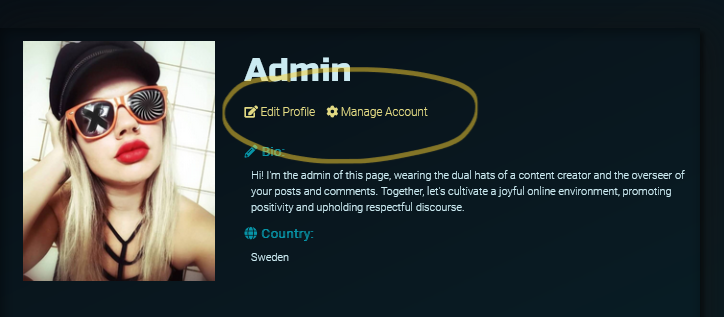 Admin
Edit Profile Manage Account
Bio:
Hi! I'm the admin of this page, wearing the dual hats of a content creator and the overseer of
your posts and comments. Together, let's cultivate a joyful online environment, promoting
positivity and upholding respectful discourse.
Country:
Sweden